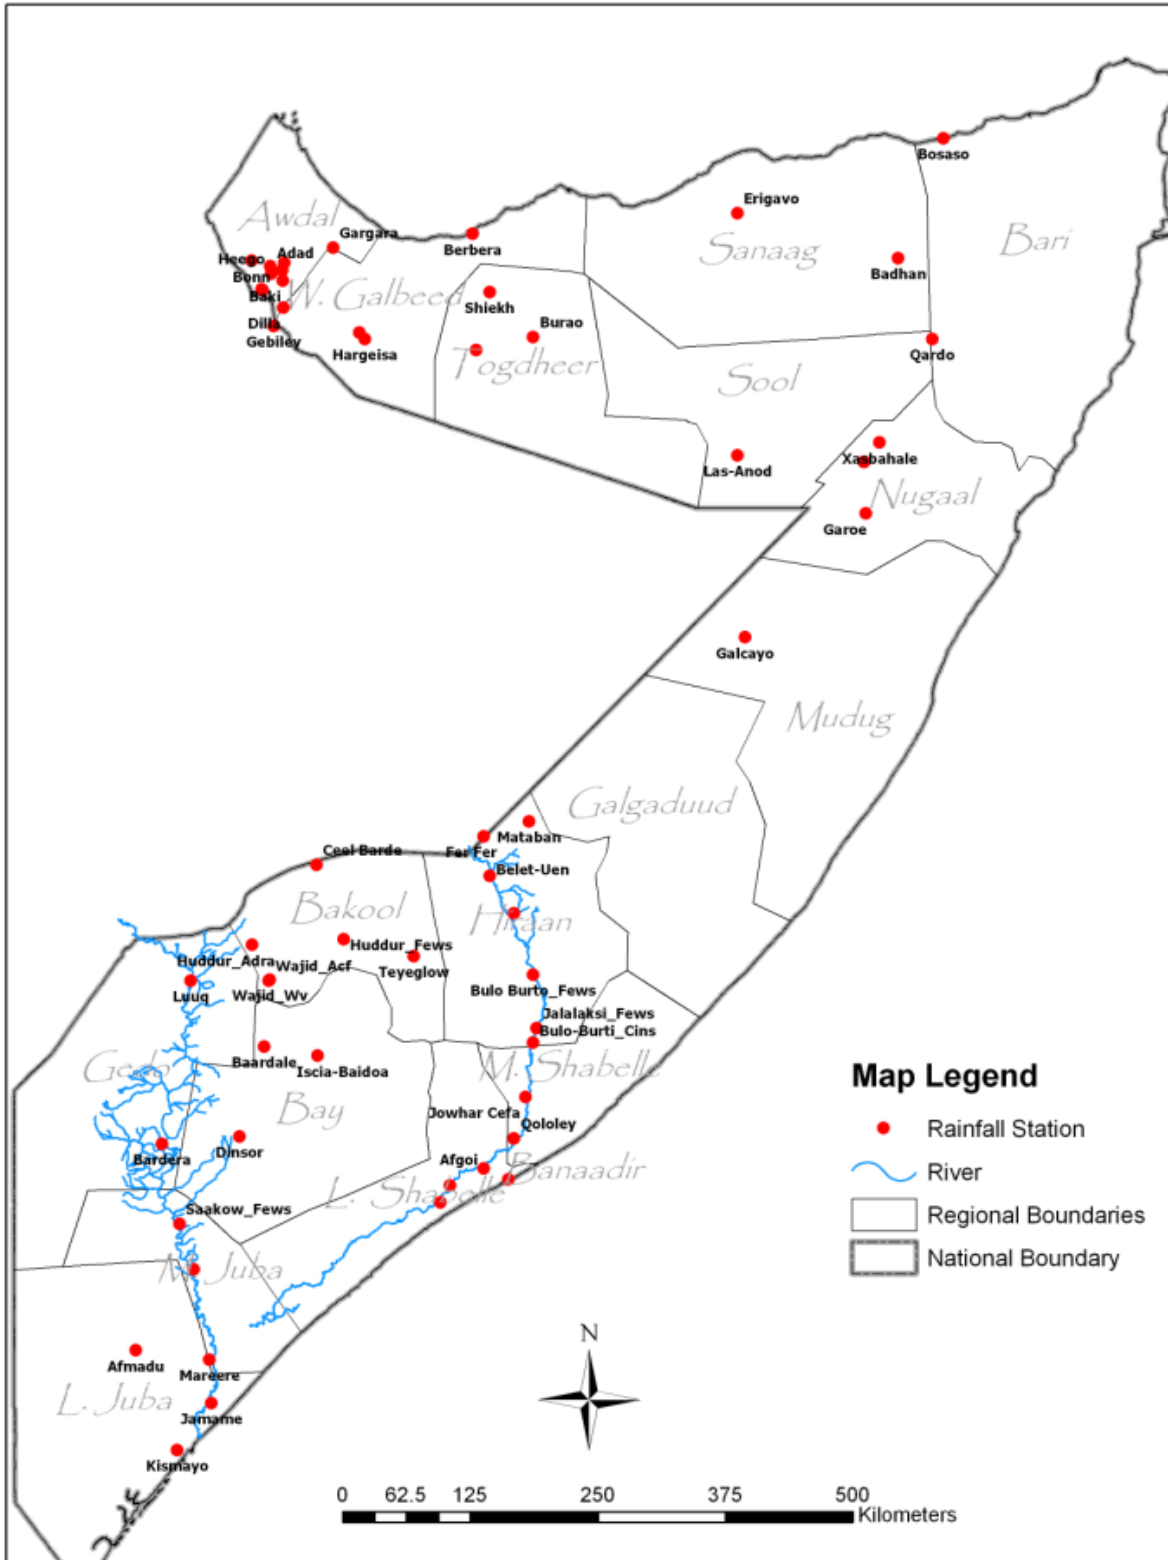 Bosaso
Erigavo
Awdal
Gargara
Bari
Berbera
Sanaag
Heego
Adad
Badhan
Bonn
Baki
W. Galbeed
Shiekh
Dilla
Burao
Gebiley
Hargeisa
Togdheer
Qardo
Sool
Xasbahale
Las-Anod
Nugaal
Garoe
Galcayo
Mudug
Galgaduud
Mataban
Ceel Barde
Fer Fer
Belet-Uen
Bakool
Hiraan
Huddur_Fews
Huddur_Adra
Wajid_Acf
Teyeglow
Luuq
Wajid_Wv
Bulo Burto_Fews
Jalalaksi_Fews
Bulo-Burti_Cins
Baardale
Gedo
Iscia-Baidoa
M. Shabelle
Bay
Jowhar Cefa
Qololey
Dinsor
Bardera
Afgoi
Banaadir
L. Shabelle
Saakow_Fews
M. Juba
Afmadu
Mareere
L. Juba
Jamame
Kismayo
Map Legend
Rainfall Station
River
Regional Boundaries
National Boundary
N
0 62.5 125 250 375 500
Kilometers